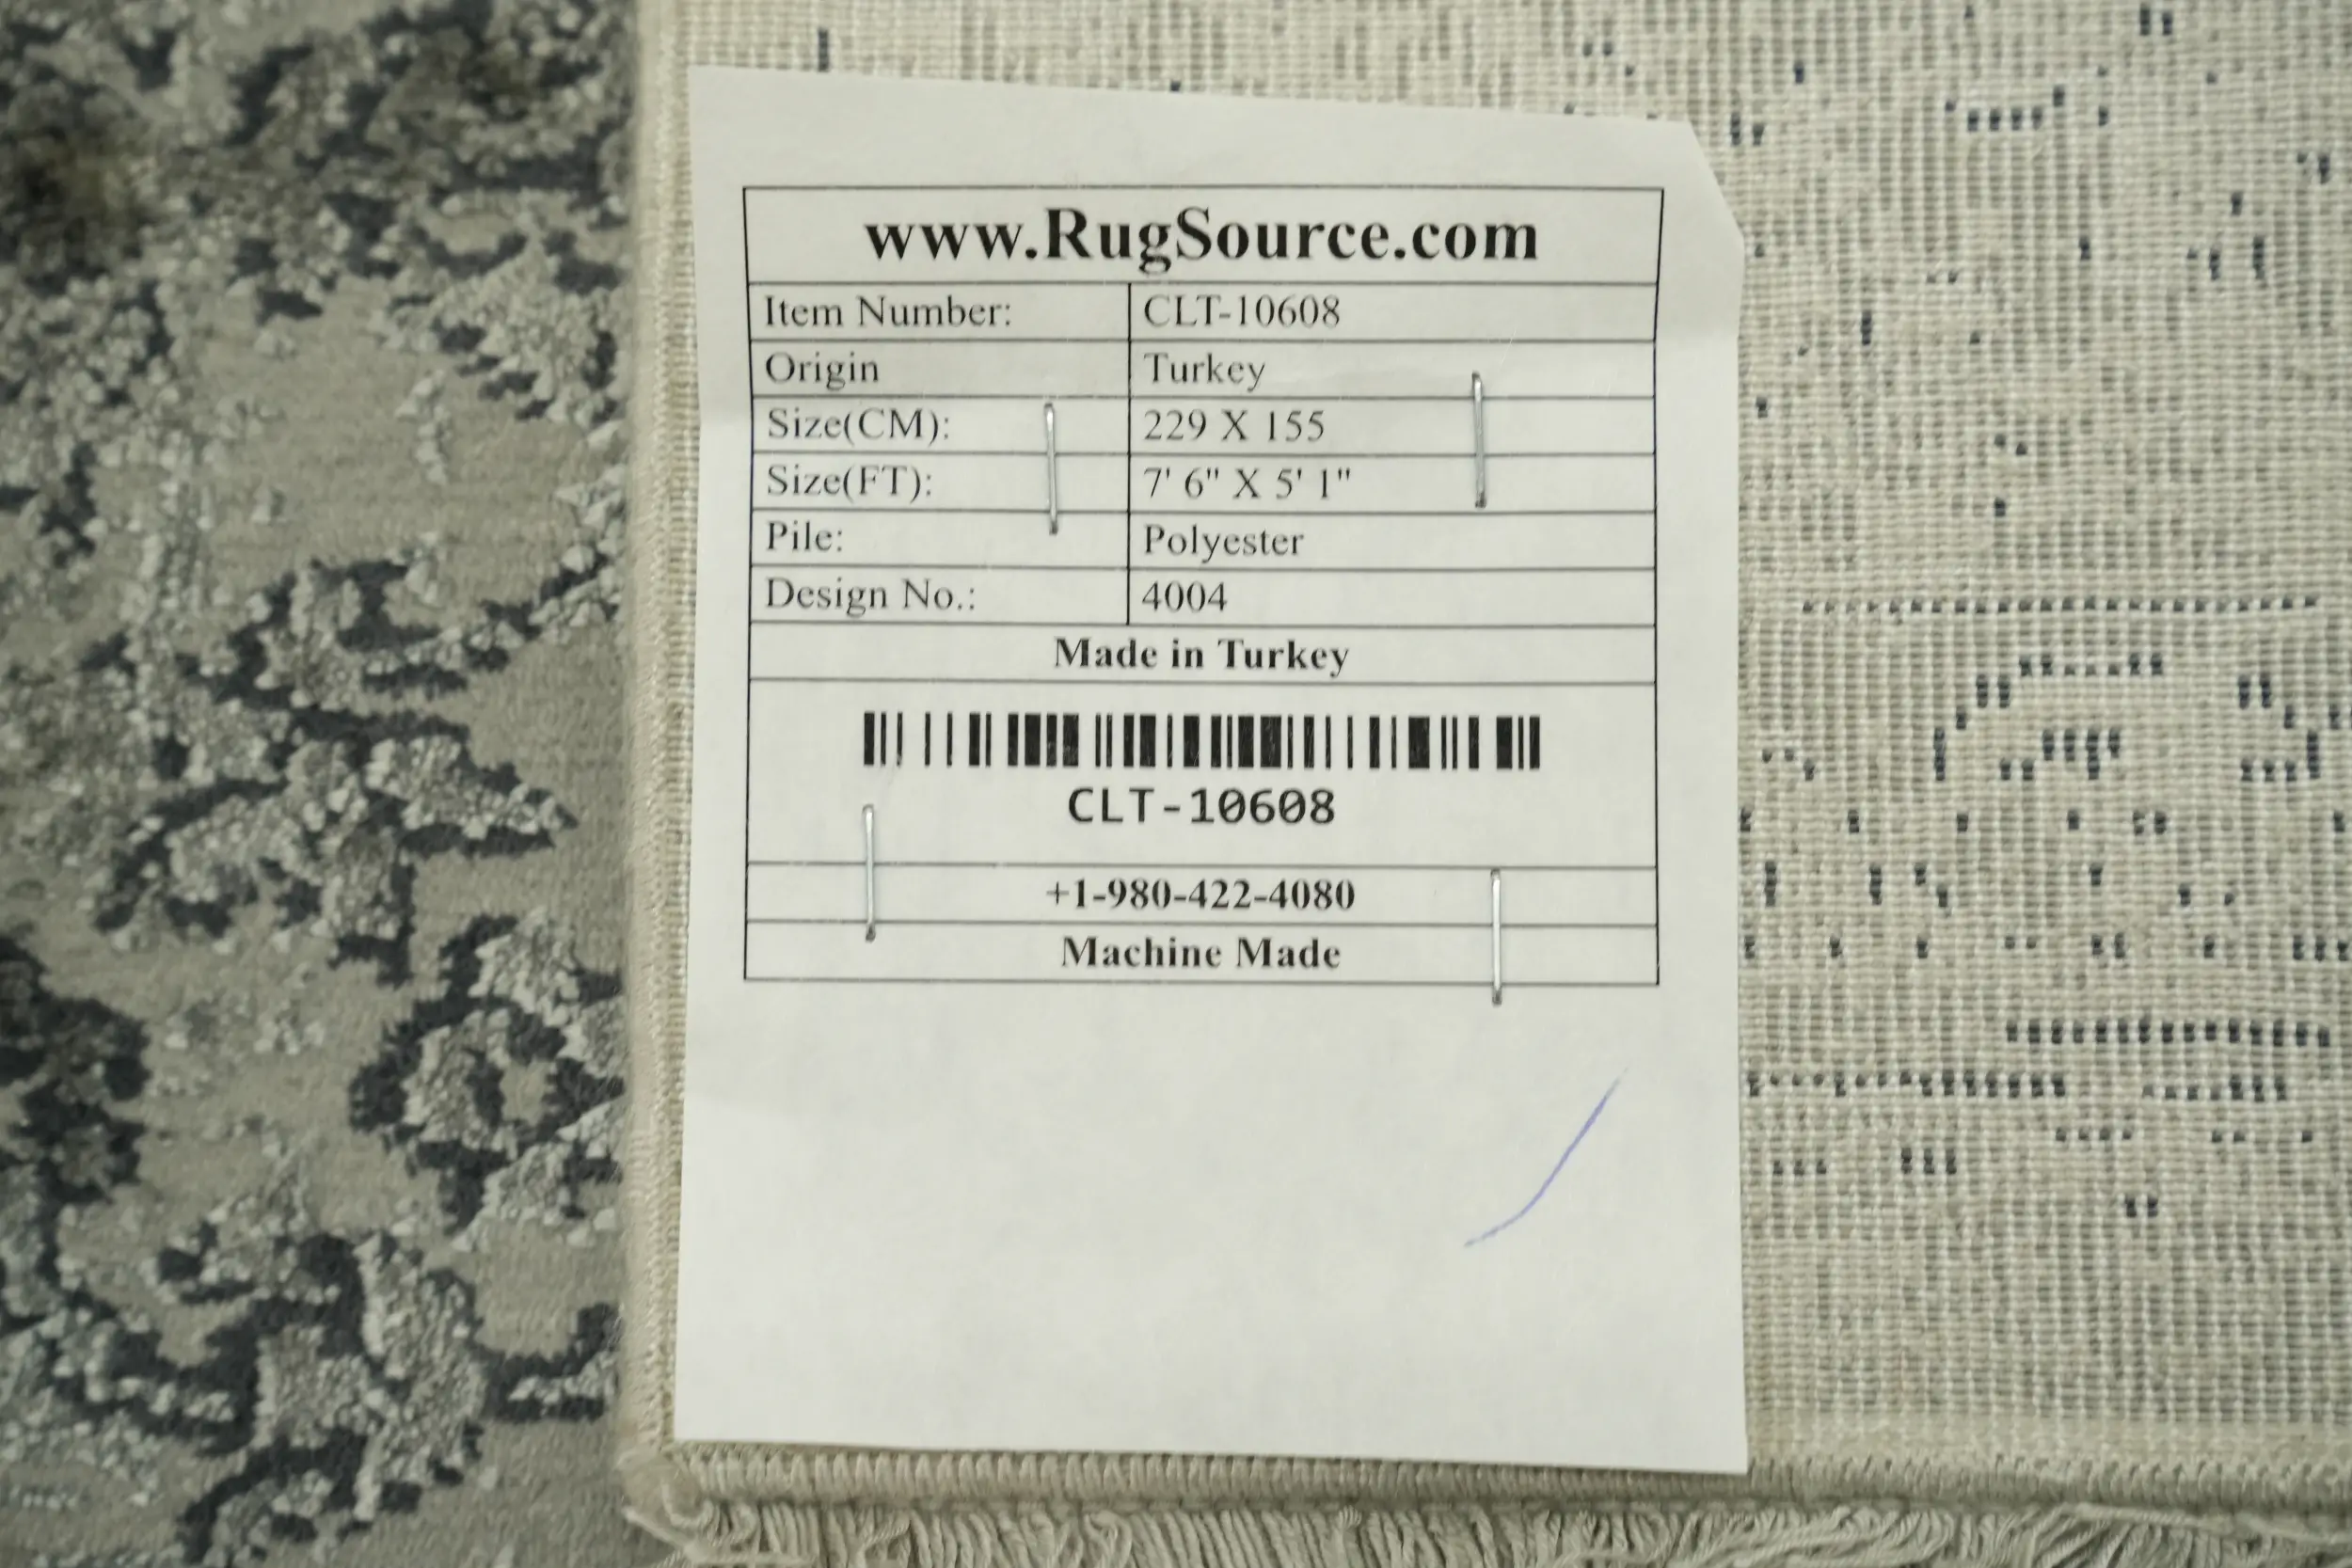 www.RugSource.com
Item Number: CLT-10608
Origin Turkey
Size(CM): 229 X 155
Size(FT): 7' 6" X 5' 1"
Pile: Polyester
Design No.: 4004
Made in Turkey
CLT-10608
+1-980-422-4080
Machine Made